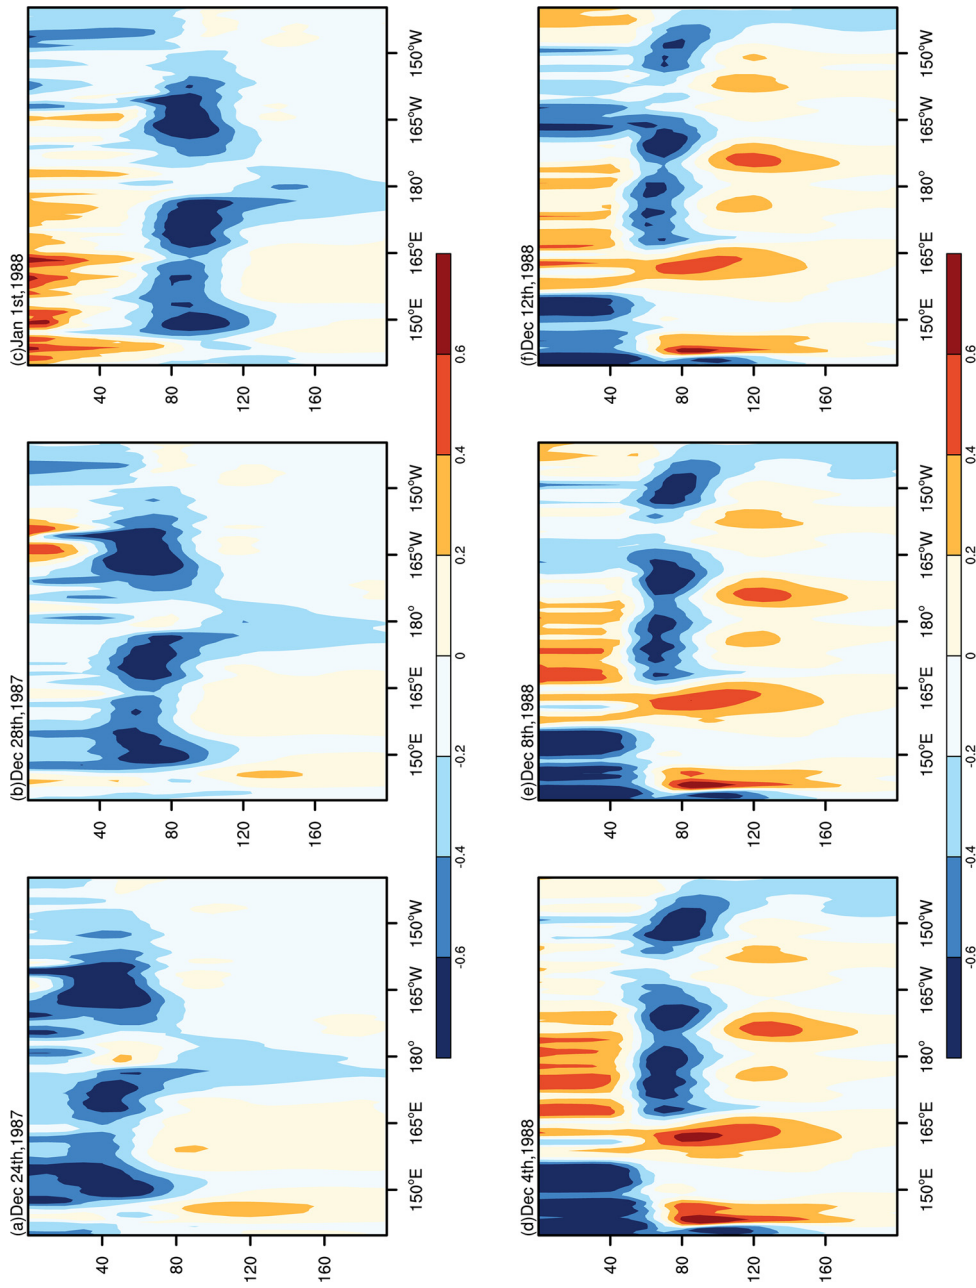 (a)Dec 24th,1987
40
80
120
160
150°E
165°E
180°
165°W
150°W
(b)Dec 28th,1987
40
80
120
160
150°E
165°E
180°
165°W
150°W
(c)Jan 1st,1988
40
80
120
160
150°E
165°E
180°
165°W
150°W
-0.6
-0.4
-0.2
0
0.2
0.4
0.6
(d)Dec 4th,1988
40
80
120
160
150°E
165°E
180°
165°W
150°W
(e)Dec 8th,1988
40
80
120
160
150°E
165°E
180°
165°W
150°W
(f)Dec 12th,1988
40
80
120
160
150°E
165°E
180°
165°W
150°W
-0.6
-0.4
-0.2
0
0.2
0.4
0.6